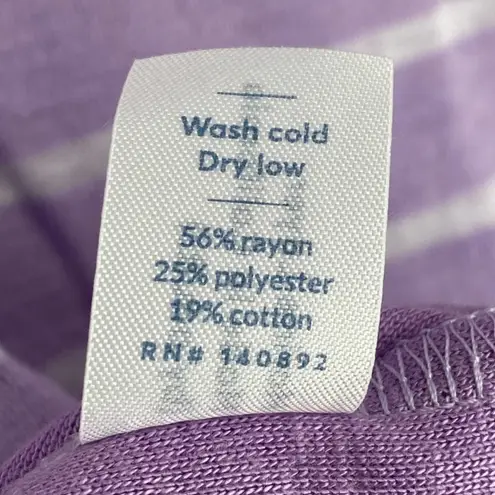 Wash cold
Dry low
56% rayon
25% polyester
19% cotton
RN# 140892